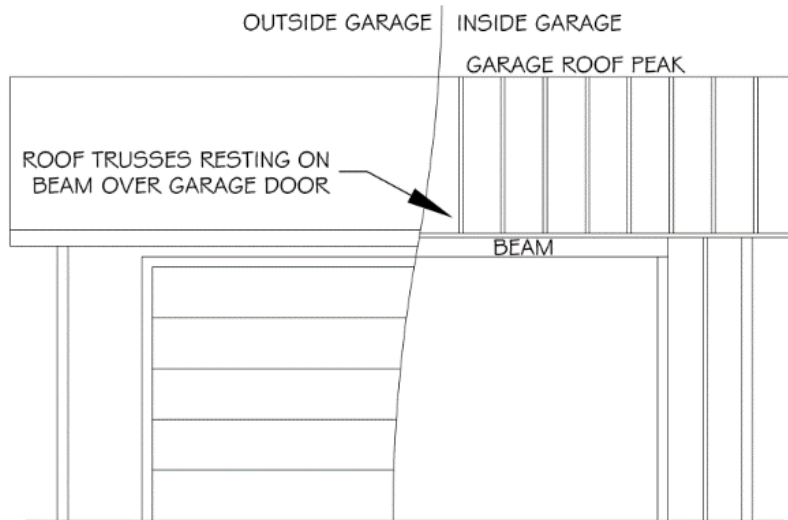 OUTSIDE GARAGE
INSIDE GARAGE
GARAGE ROOF PEAK
ROOF TRUSSES RESTING ON
BEAM OVER GARAGE DOOR
BEAM